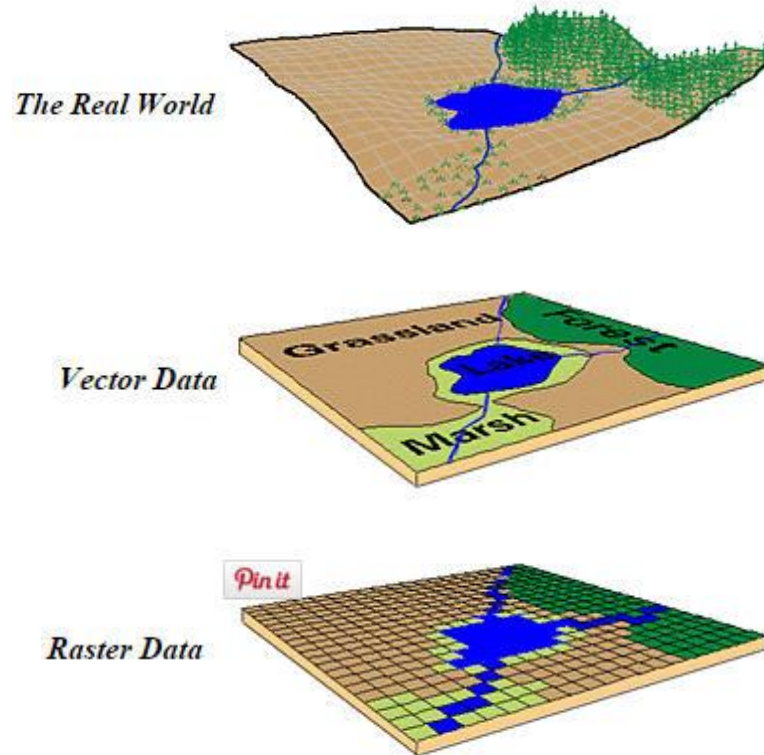 The Real World
Grassland
Forest
Lake
Vector Data
Marsh
Pin it
Raster Data